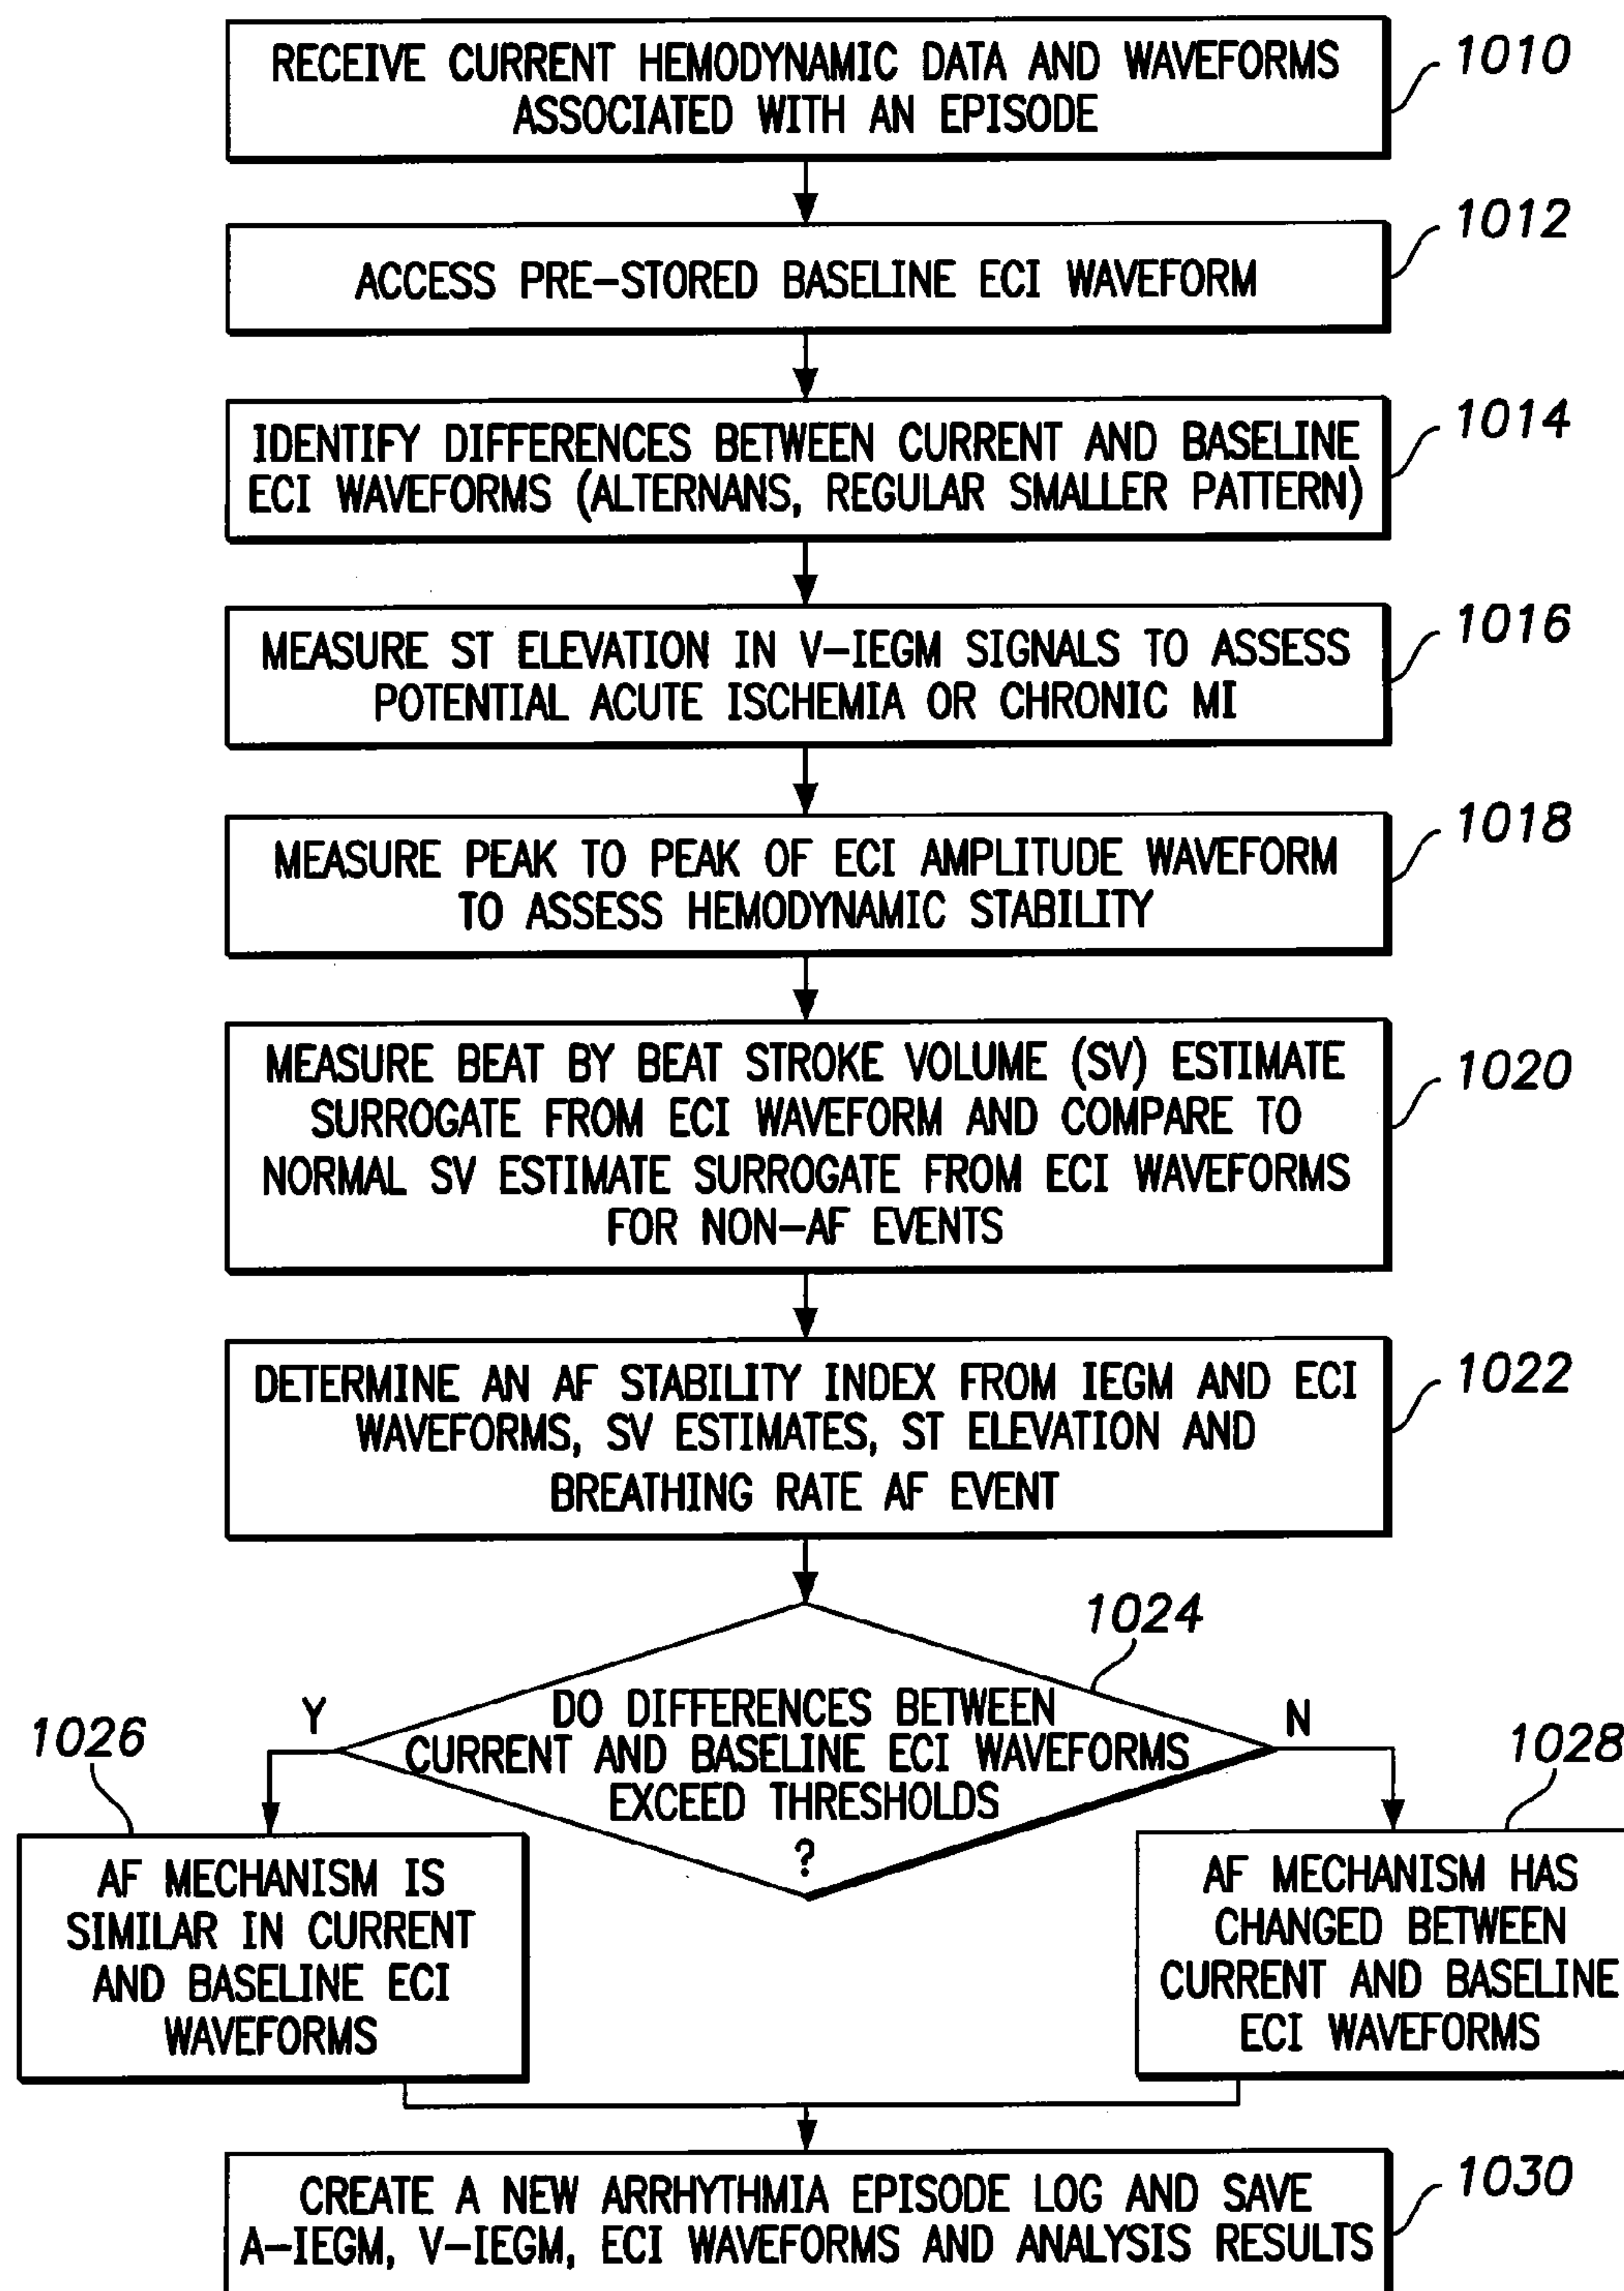 RECEIVE CURRENT HEMODYNAMIC DATA AND WAVEFORMS
ASSOCIATED WITH AN EPISODE
1010
ACCESS PRE-STORED BASELINE ECI WAVEFORM
1012
IDENTIFY DIFFERENCES BETWEEN CURRENT AND BASELINE
ECI WAVEFORMS (ALTERNANS, REGULAR SMALLER PATTERN)
1014
MEASURE ST ELEVATION IN V-IEGM SIGNALS TO ASSESS
POTENTIAL ACUTE ISCHEMIA OR CHRONIC MI
1016
MEASURE PEAK TO PEAK OF ECI AMPLITUDE WAVEFORM
TO ASSESS HEMODYNAMIC STABILITY
1018
MEASURE BEAT BY BEAT STROKE VOLUME (SV) ESTIMATE
SURROGATE FROM ECI WAVEFORM AND COMPARE TO
NORMAL SV ESTIMATE SURROGATE FROM ECI WAVEFORMS
FOR NON-AF EVENTS
1020
DETERMINE AN AF STABILITY INDEX FROM IEGM AND ECI
WAVEFORMS, SV ESTIMATES, ST ELEVATION AND
BREATHING RATE AF EVENT
1022
1024
DO DIFFERENCES BETWEEN
CURRENT AND BASELINE ECI WAVEFORMS
EXCEED THRESHOLDS
?
Y
N
1026
AF MECHANISM IS
SIMILAR IN CURRENT
AND BASELINE ECI
WAVEFORMS
1028
AF MECHANISM HAS
CHANGED BETWEEN
CURRENT AND BASELINE
ECI WAVEFORMS
CREATE A NEW ARRHYTHMIA EPISODE LOG AND SAVE
A-IEGM, V-IEGM, ECI WAVEFORMS AND ANALYSIS RESULTS
1030